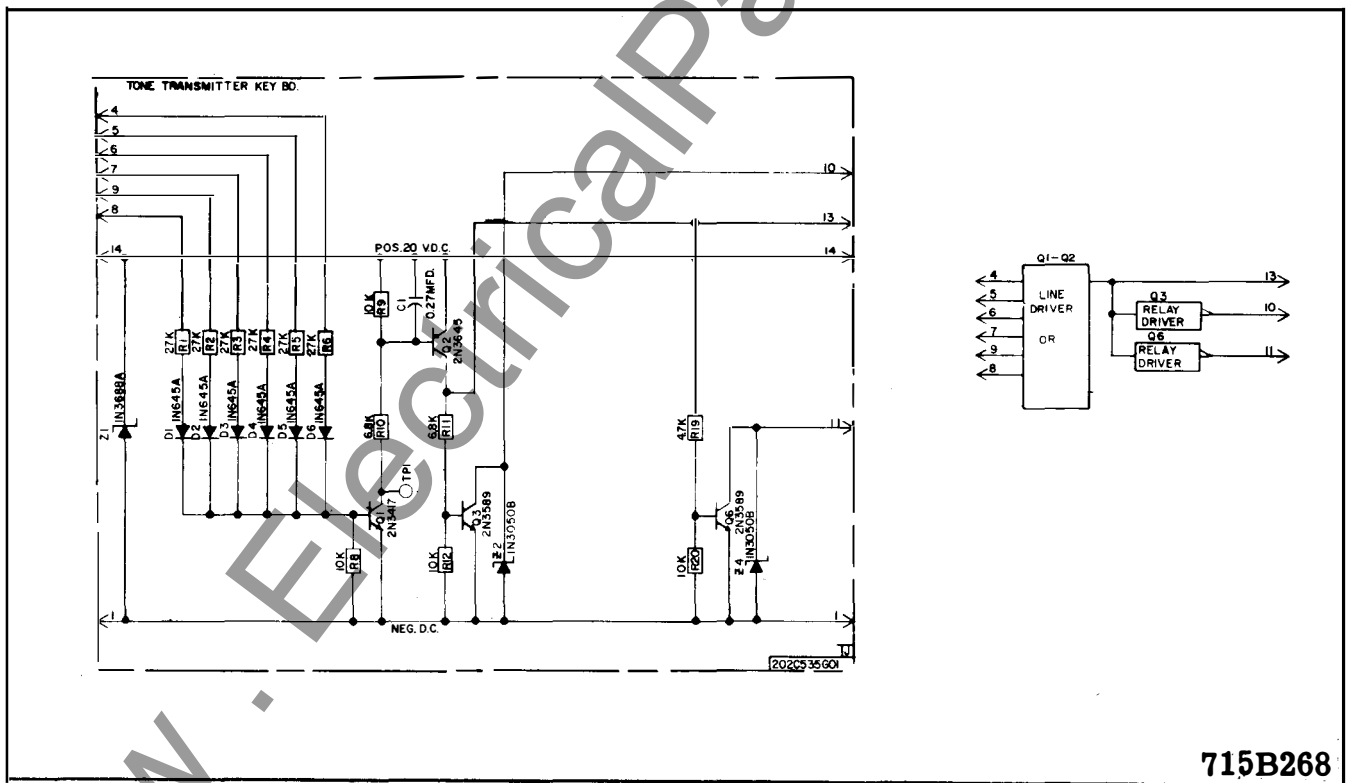 TONE TRANSMITTER KEY BD.
4
5
6
7
9
8
14
10
13
14
POS. 20 V.D.C.
10K R9
C1 0.27MFD.
Q2 2N3645
27K R1
27K R2
27K R3
27K R4
27K R5
27K R6
Z1 1N3688A
D1 1N645A
D2 1N645A
D3 1N645A
D4 1N645A
D5 1N645A
D6 1N645A
6.8K R10
6.8K R11
4.7K R19
11
TP1
Q1 2N3417
Q3 2N3589
Z2 1N3050B
Q6 2N3589
Z4 1N3050B
10K R8
10K R12
10K R20
1
NEG. D.C.
1
TJ
202C535G01
Q1-Q2
4
5
6
7
9
8
LINE
DRIVER
OR
13
Q3
RELAY
DRIVER
10
Q6
RELAY
DRIVER
11
715B268
w . ElectricalPa